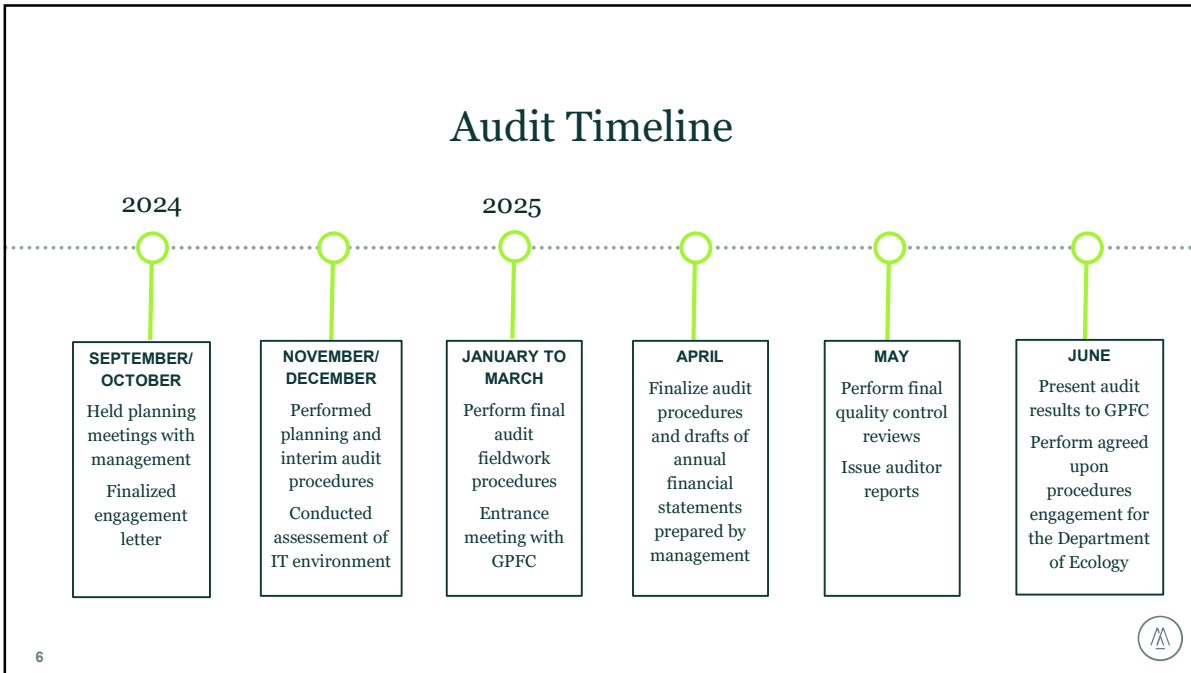 Audit Timeline
2024
2025
SEPTEMBER/
OCTOBER
Held planning
meetings with
management
Finalized
engagement
letter
NOVEMBER/
DECEMBER
Performed
planning and
interim audit
procedures
Conducted
assessement of
IT environment
JANUARY TO
MARCH
Perform final
audit
fieldwork
procedures
Entrance
meeting with
GPFC
APRIL
Finalize audit
procedures
and drafts of
annual
financial
statements
prepared by
management
MAY
Perform final
quality control
reviews
Issue auditor
reports
JUNE
Present audit
results to GPFC
Perform agreed
upon
procedures
engagement for
the Department
of Ecology
6